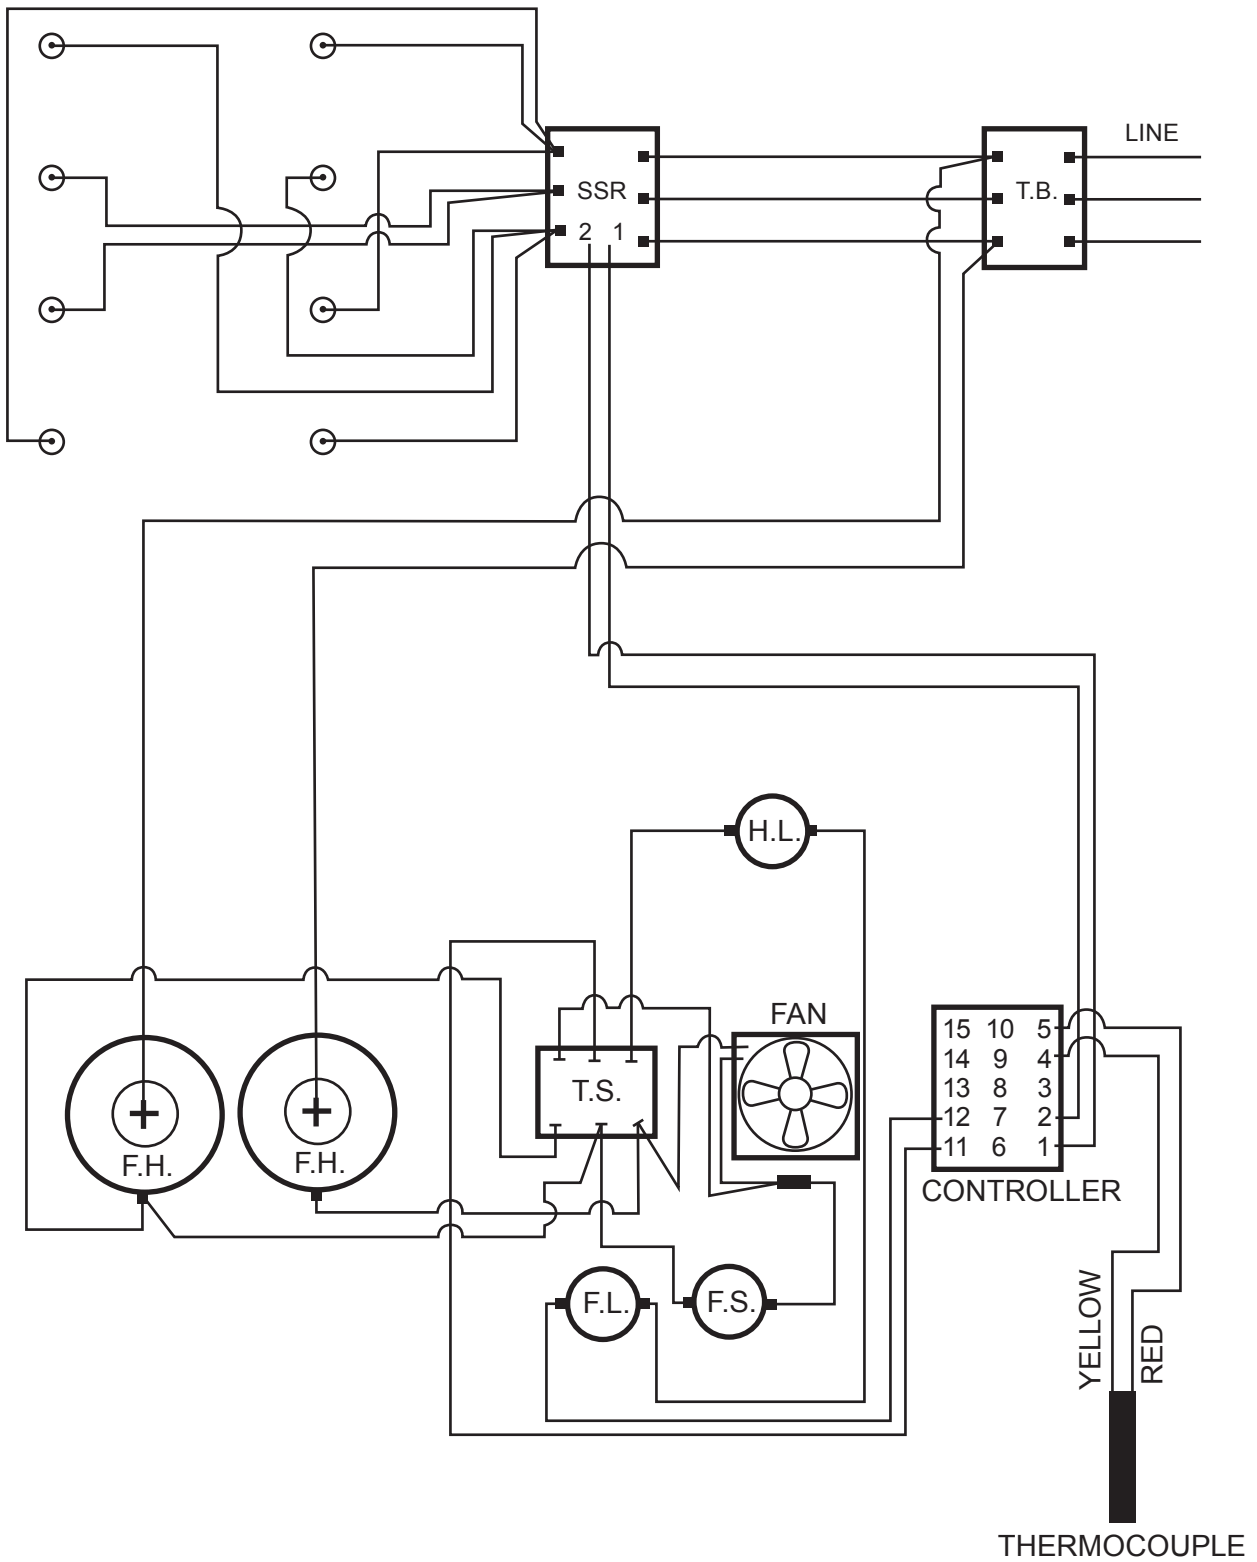 LINE
SSR
T.B.
2 1
H.L.
FAN
T.S.
15 10 5
14 9 4
13 8 3
12 7 2
11 6 1
CONTROLLER
F.H.
F.H.
F.L.
F.S.
YELLOW
RED
THERMOCOUPLE